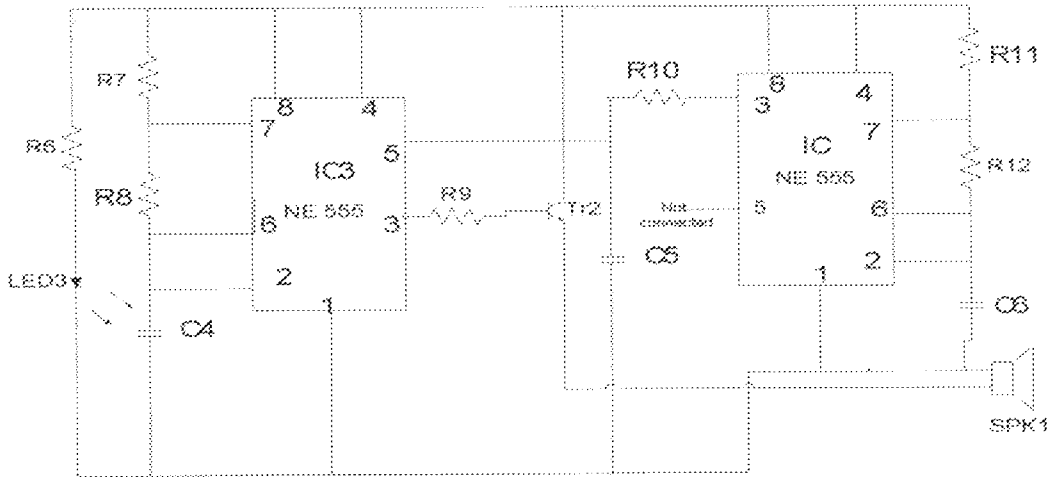 R7
R6
R8
LED3
C4
8
4
7
5
IC3
NE 555
6
3
2
1
R9
Tr2
R10
Not
connected
C5
8
4
3
7
IC
NE 555
5
6
1
2
R11
R12
C6
SPK1